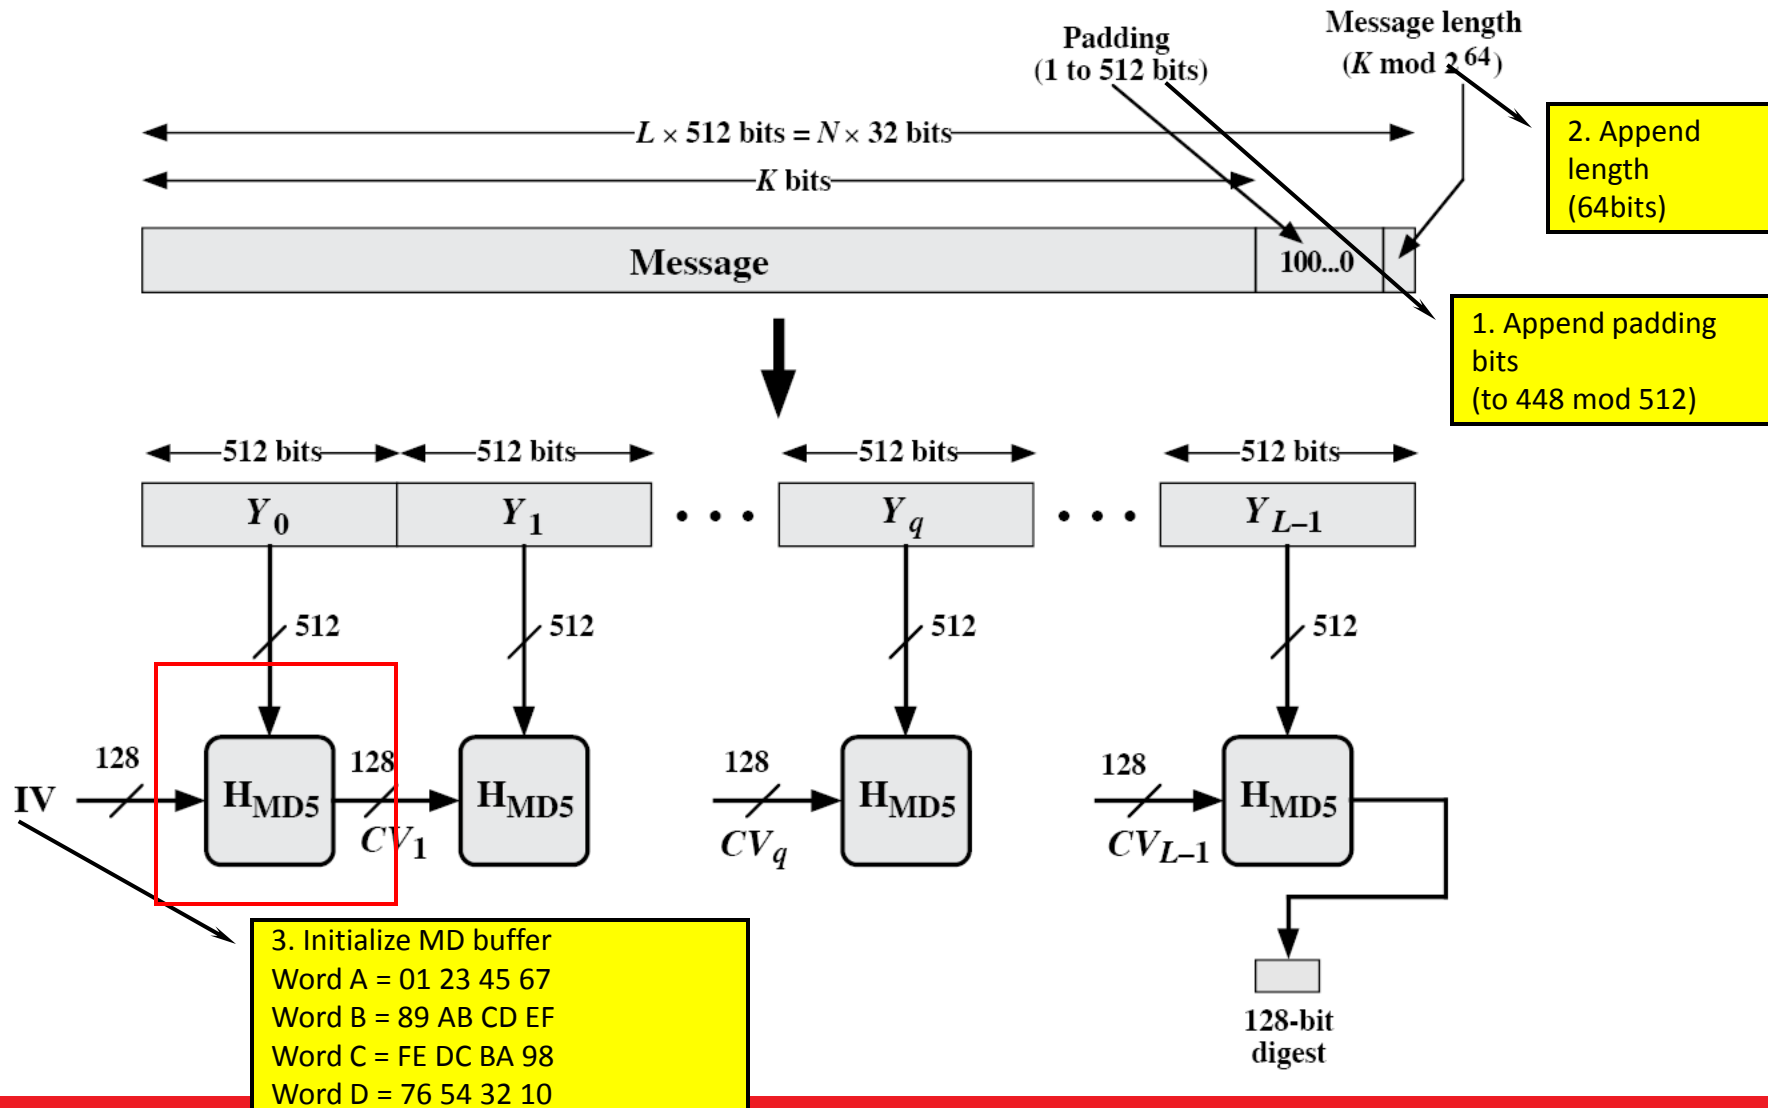 Padding
(1 to 512 bits)
Message length
(K mod 2^64)
L × 512 bits = N × 32 bits
K bits
2. Append
length
(64bits)
Message
100...0
1. Append padding
bits
(to 448 mod 512)
512 bits
512 bits
512 bits
512 bits
Y0
Y1
• • •
Yq
• • •
YL–1
512
512
512
512
128
128
128
128
IV
HMD5
HMD5
HMD5
HMD5
CV1
CVq
CVL–1
3. Initialize MD buffer
Word A = 01 23 45 67
Word B = 89 AB CD EF
Word C = FE DC BA 98
Word D = 76 54 32 10
128-bit
digest